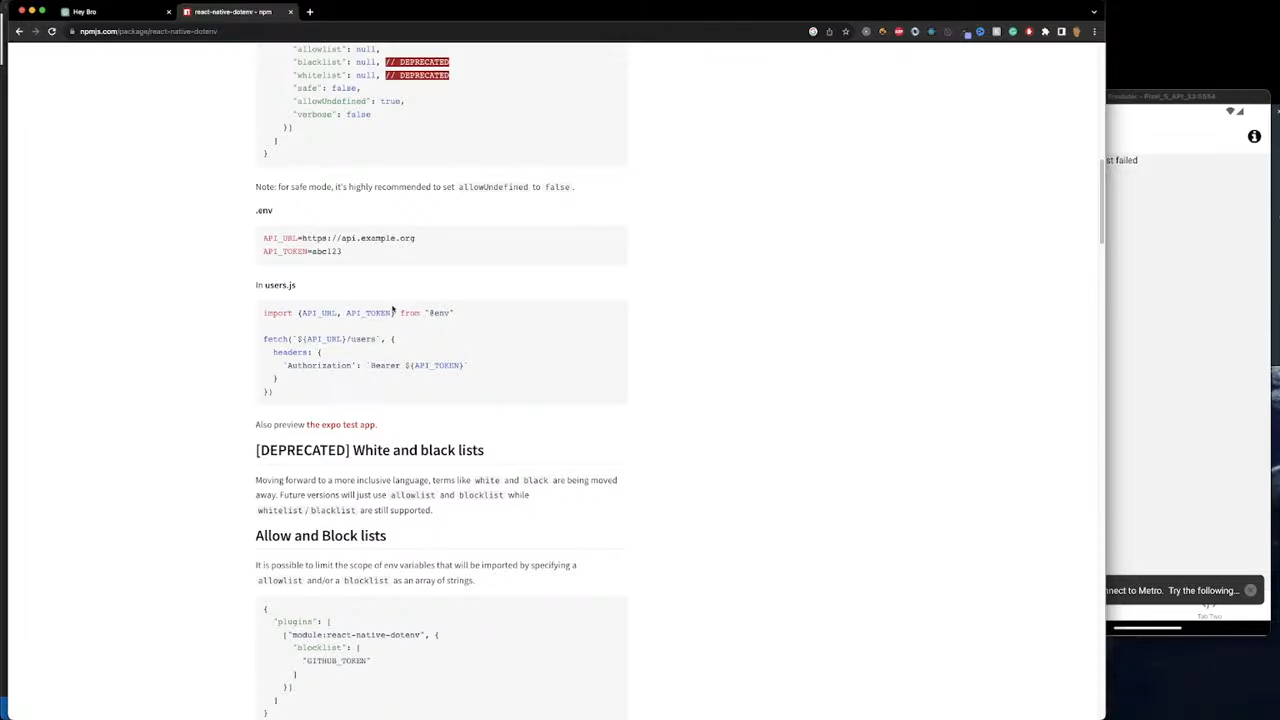 Hey Bro
react-native-dotenv - npm
npmjs.com/package/react-native-dotenv
"allowlist": null,
"blacklist": null, // DEPRECATED
"whitelist": null, // DEPRECATED
"safe": false,
"allowUndefined": true,
"verbose": false
}]
]
}
Note: for safe mode, it's highly recommended to set allowUndefined to false.
.env
API_URL=https://api.example.org
API_TOKEN=abc123
In users.js
import {API_URL, API_TOKEN} from "@env"
fetch(`${API_URL}/users`, {
headers: {
'Authorization': `Bearer ${API_TOKEN}`
}
})
Also preview the expo test app.
[DEPRECATED] White and black lists
Moving forward to a more inclusive language, terms like white and black are being moved
away. Future versions will just use allowlist and blocklist while
whitelist / blacklist are still supported.
Allow and Block lists
It is possible to limit the scope of env variables that will be imported by specifying a
allowlist and/or a blocklist as an array of strings.
{
"plugins": [
["module:react-native-dotenv", {
"blocklist": [
"GITHUB_TOKEN"
]
}]
]
}
Emulator - Pixel_5_API_33:5554
st failed
nnect to Metro. Try the following...
Tab Two